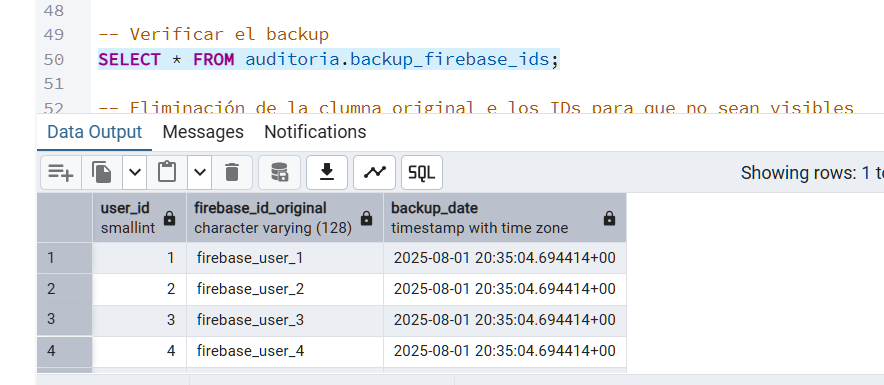 48
49 -- Verificar el backup
50 SELECT * FROM auditoria.backup_firebase_ids;
51
52 -- Eliminación de la clumna original e los IDs para que no sean visibles
Data Output Messages Notifications
SQL Showing rows: 1 to
user_id firebase_id_original backup_date
smallint character varying (128) timestamp with time zone
1 1 firebase_user_1 2025-08-01 20:35:04.694414+00
2 2 firebase_user_2 2025-08-01 20:35:04.694414+00
3 3 firebase_user_3 2025-08-01 20:35:04.694414+00
4 4 firebase_user_4 2025-08-01 20:35:04.694414+00